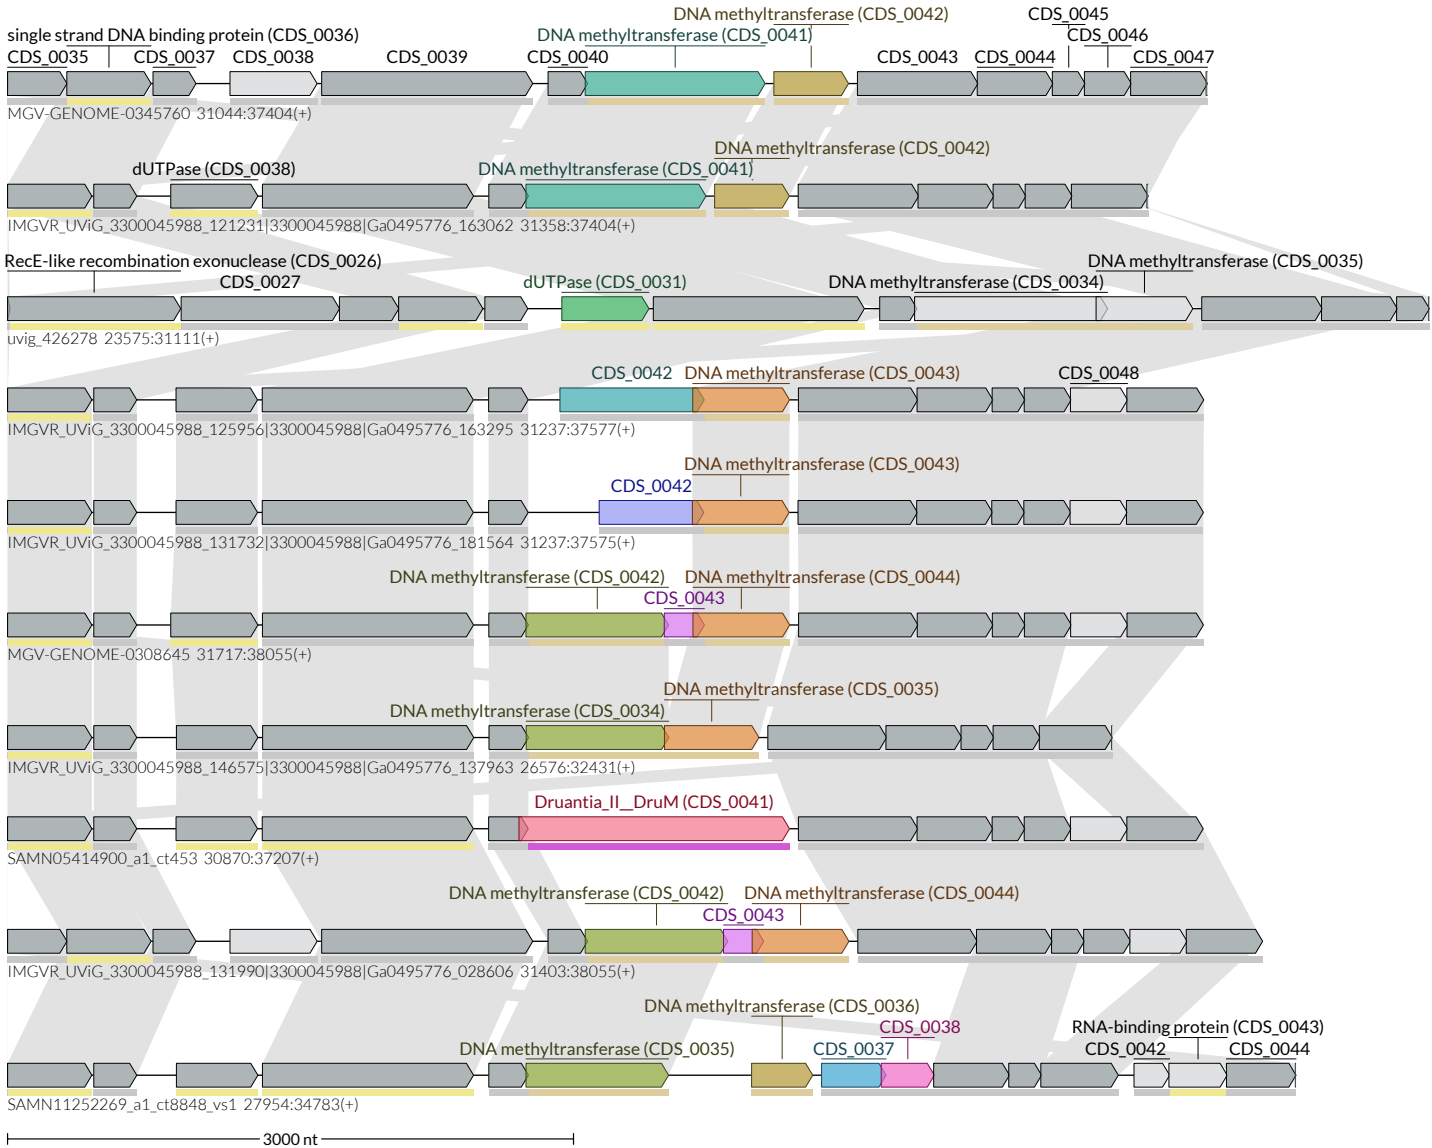 DNA methyltransferase (CDS_0042) CDS_0045
single strand DNA binding protein (CDS_0036) DNA methyltransferase (CDS_0041) CDS_0046
CDS_0035 CDS_0037 CDS_0038 CDS_0039 CDS_0040 CDS_0043 CDS_0044 CDS_0047
MGV-GENOME-0345760 31044:37404(+)
DNA methyltransferase (CDS_0042)
dUTPase (CDS_0038) DNA methyltransferase (CDS_0041)
IMGVR_UViG_3300045988_121231|3300045988|Ga0495776_163062 31358:37404(+)
RecE-like recombination exonuclease (CDS_0026) DNA methyltransferase (CDS_0035)
CDS_0027 dUTPase (CDS_0031) DNA methyltransferase (CDS_0034)
uvig_426278 23575:31111(+)
CDS_0042 DNA methyltransferase (CDS_0043) CDS_0048
IMGVR_UViG_3300045988_125956|3300045988|Ga0495776_163295 31237:37577(+)
DNA methyltransferase (CDS_0043)
CDS_0042
IMGVR_UViG_3300045988_131732|3300045988|Ga0495776_181564 31237:37575(+)
DNA methyltransferase (CDS_0042) DNA methyltransferase (CDS_0044)
CDS_0043
MGV-GENOME-0308645 31717:38055(+)
DNA methyltransferase (CDS_0035)
DNA methyltransferase (CDS_0034)
IMGVR_UViG_3300045988_146575|3300045988|Ga0495776_137963 26576:32431(+)
Druantia_II__DruM (CDS_0041)
SAMN05414900_a1_ct453 30870:37207(+)
DNA methyltransferase (CDS_0042) DNA methyltransferase (CDS_0044)
CDS_0043
IMGVR_UViG_3300045988_131990|3300045988|Ga0495776_028606 31403:38055(+)
DNA methyltransferase (CDS_0036)
CDS_0038 RNA-binding protein (CDS_0043)
DNA methyltransferase (CDS_0035) CDS_0037 CDS_0042 CDS_0044
SAMN11252269_a1_ct8848_vs1 27954:34783(+)
3000 nt